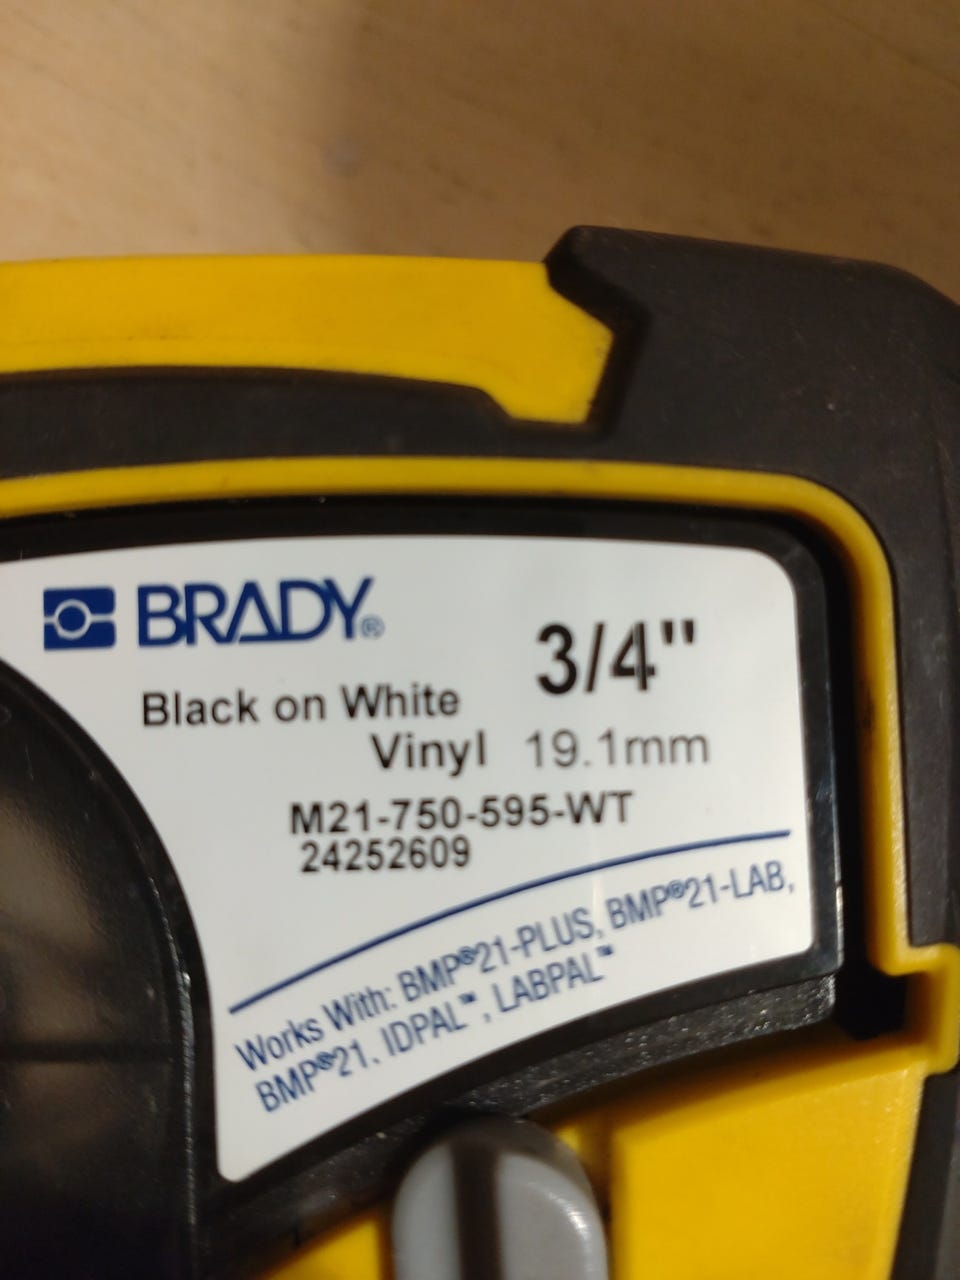 BRADY®
3/4"
Black on White
Vinyl 19.1mm
M21-750-595-WT
24252609
Works With: BMP®21-PLUS, BMP®21-LAB,
BMP®21, IDPAL™, LABPAL™